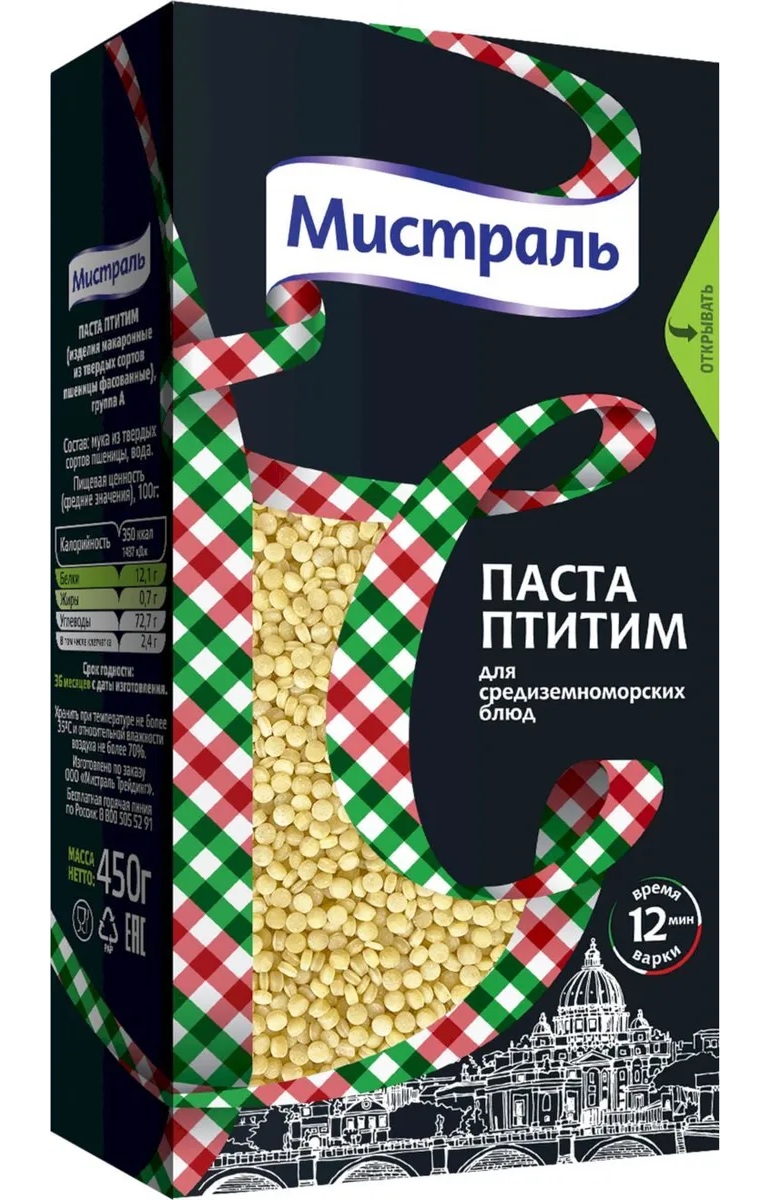 Мистраль
ОТКРЫВАТЬ
ПАСТА
ПТИТИМ
для
средиземноморских
блюд
время
12 мин
варки
Мистраль
ПАСТА ПТИТИМ
(изделия макаронные
из твердых сортов
пшеницы фасованные),
группа А
Состав: мука из твердых
сортов пшеницы, вода.
Пищевая ценность
(средние значения), 100г:
Калорийность 350 ккал
1487 кДж
Белки 12,1 г
Жиры 0,7 г
Углеводы 72,7 г
В том числе клетчатка 2,4 г
Срок годности:
36 месяцев с даты изготовления.
Хранить при температуре не более
35°С и относительной влажности
воздуха не более 70%.
Изготовлено по заказу
ООО «Мистраль Трейдинг».
Бесплатная горячая линия
по России: 8 800 505 52 91
МАССА
НЕТТО: 450г
PAP
ЕАС